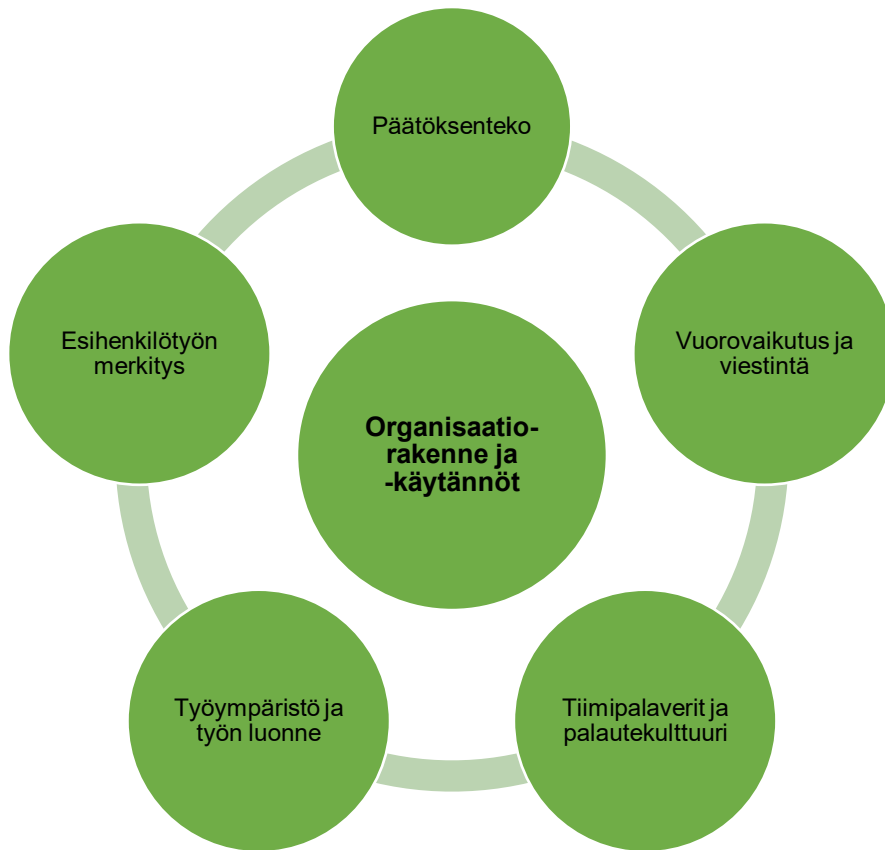 Päätöksenteko
Esihenkilötyön
merkitys
Vuorovaikutus ja
viestintä
Organisaatio-
rakenne ja
-käytännöt
Työympäristö ja
työn luonne
Tiimipalaverit ja
palautekulttuuri